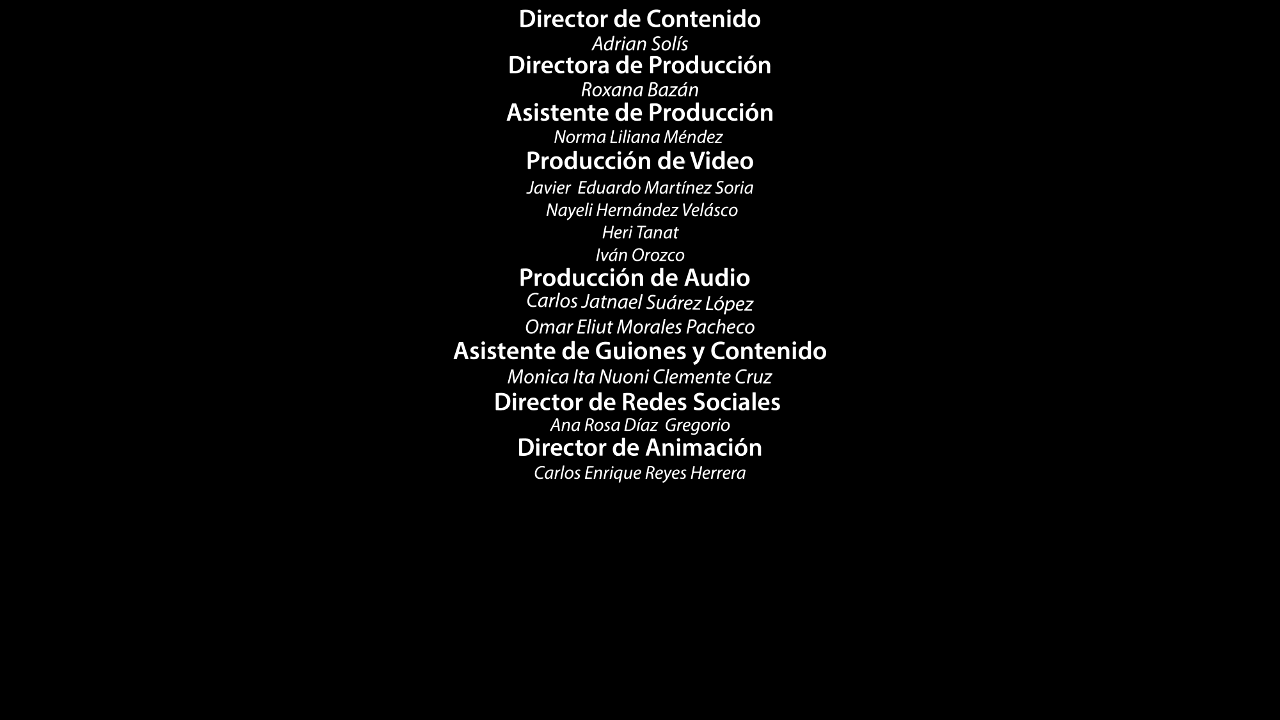 Director de Contenido
Adrian Solís
Directora de Producción
Roxana Bazán
Asistente de Producción
Norma Liliana Méndez
Producción de Video
Javier Eduardo Martínez Soria
Nayeli Hernández Velásco
Heri Tanat
Iván Orozco
Producción de Audio
Carlos Jatnael Suárez López
Omar Eliut Morales Pacheco
Asistente de Guiones y Contenido
Monica Ita Nuoni Clemente Cruz
Director de Redes Sociales
Ana Rosa Díaz Gregorio
Director de Animación
Carlos Enrique Reyes Herrera